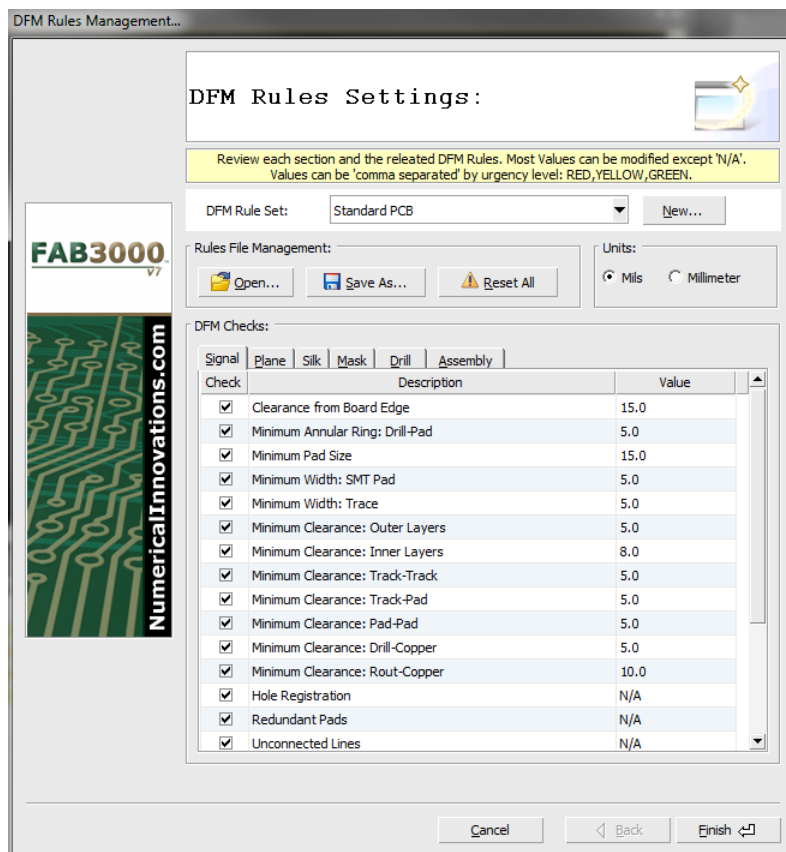 DFM Rules Management...
DFM Rules Settings:
Review each section and the releated DFM Rules. Most Values can be modified except 'N/A'.
Values can be 'comma separated' by urgency level: RED,YELLOW,GREEN.
DFM Rule Set: Standard PCB New...
FAB3000
V7
NumericalInnovations.com
Rules File Management: Units:
Open... Save As... Reset All Mils Millimeter
DFM Checks:
Signal Plane Silk Mask Drill Assembly
Check Description Value
Clearance from Board Edge 15.0
Minimum Annular Ring: Drill-Pad 5.0
Minimum Pad Size 15.0
Minimum Width: SMT Pad 5.0
Minimum Width: Trace 5.0
Minimum Clearance: Outer Layers 5.0
Minimum Clearance: Inner Layers 8.0
Minimum Clearance: Track-Track 5.0
Minimum Clearance: Track-Pad 5.0
Minimum Clearance: Pad-Pad 5.0
Minimum Clearance: Drill-Copper 5.0
Minimum Clearance: Rout-Copper 10.0
Hole Registration N/A
Redundant Pads N/A
Unconnected Lines N/A
Cancel Back Finish